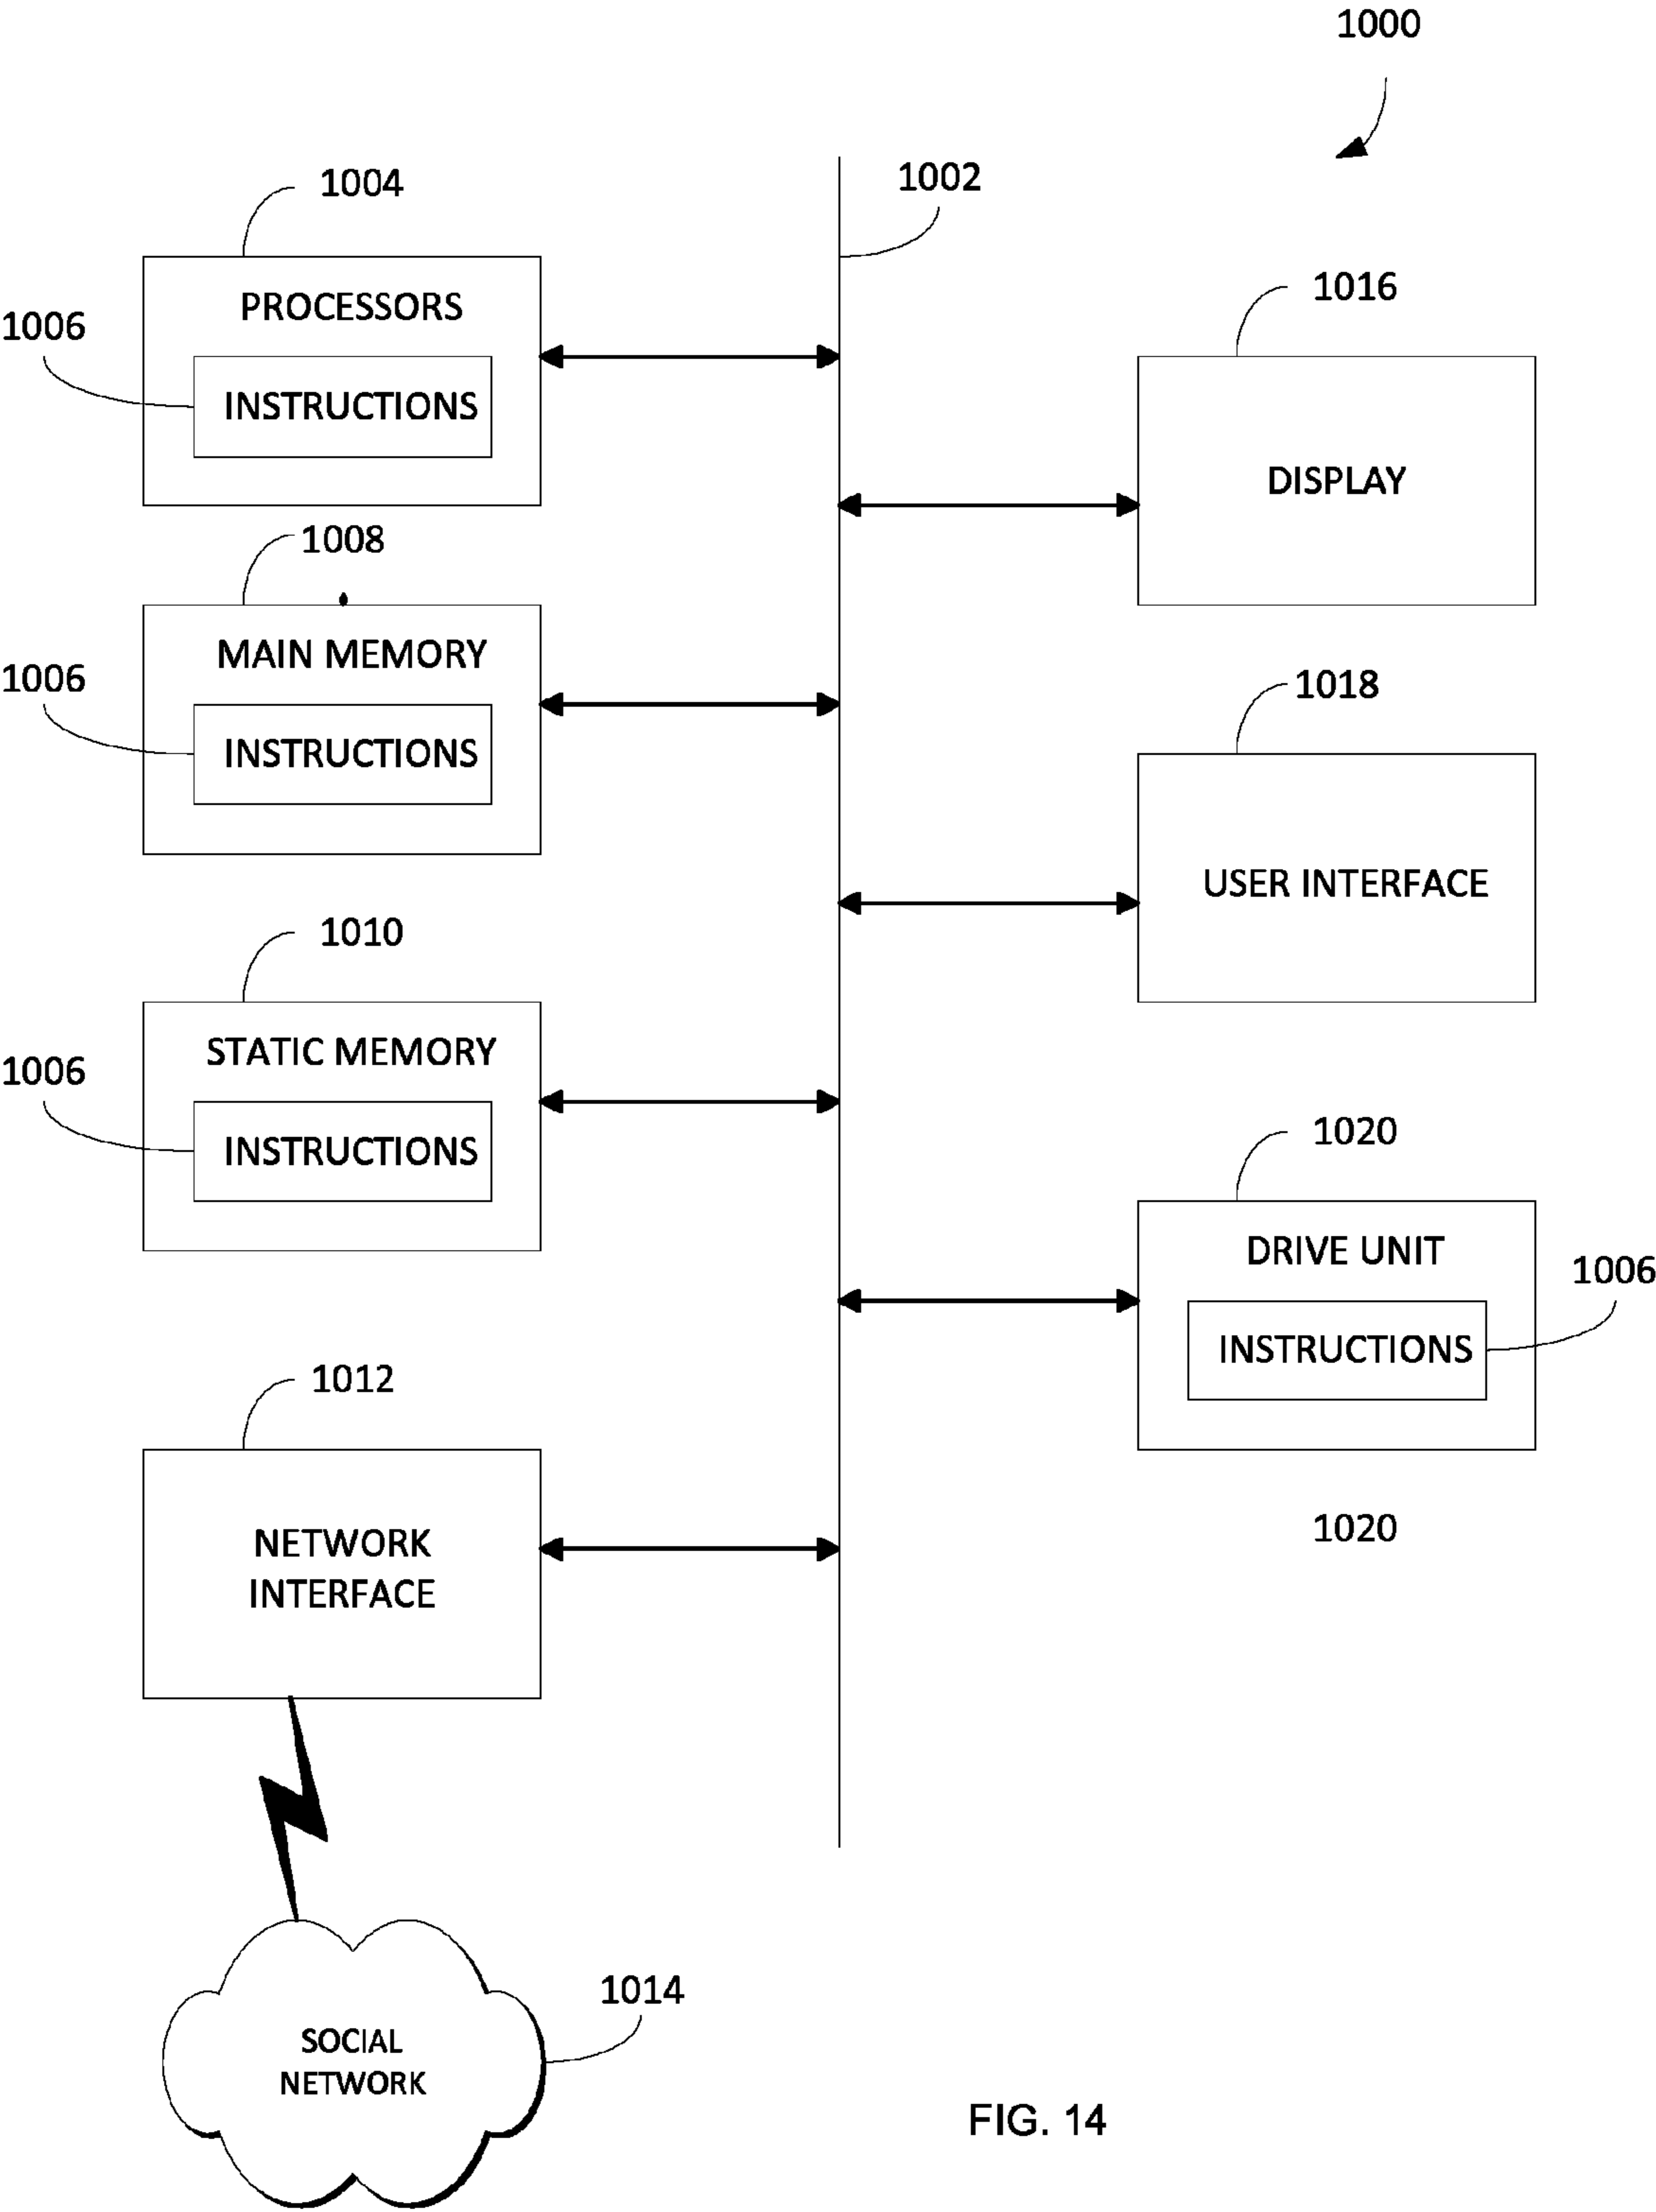 1000
1004
1002
PROCESSORS
1006
INSTRUCTIONS
1016
DISPLAY
1008
MAIN MEMORY
1006
INSTRUCTIONS
1018
USER INTERFACE
1010
STATIC MEMORY
1006
INSTRUCTIONS
1020
DRIVE UNIT
1006
INSTRUCTIONS
1012
NETWORK
INTERFACE
1020
1014
SOCIAL
NETWORK
FIG. 14